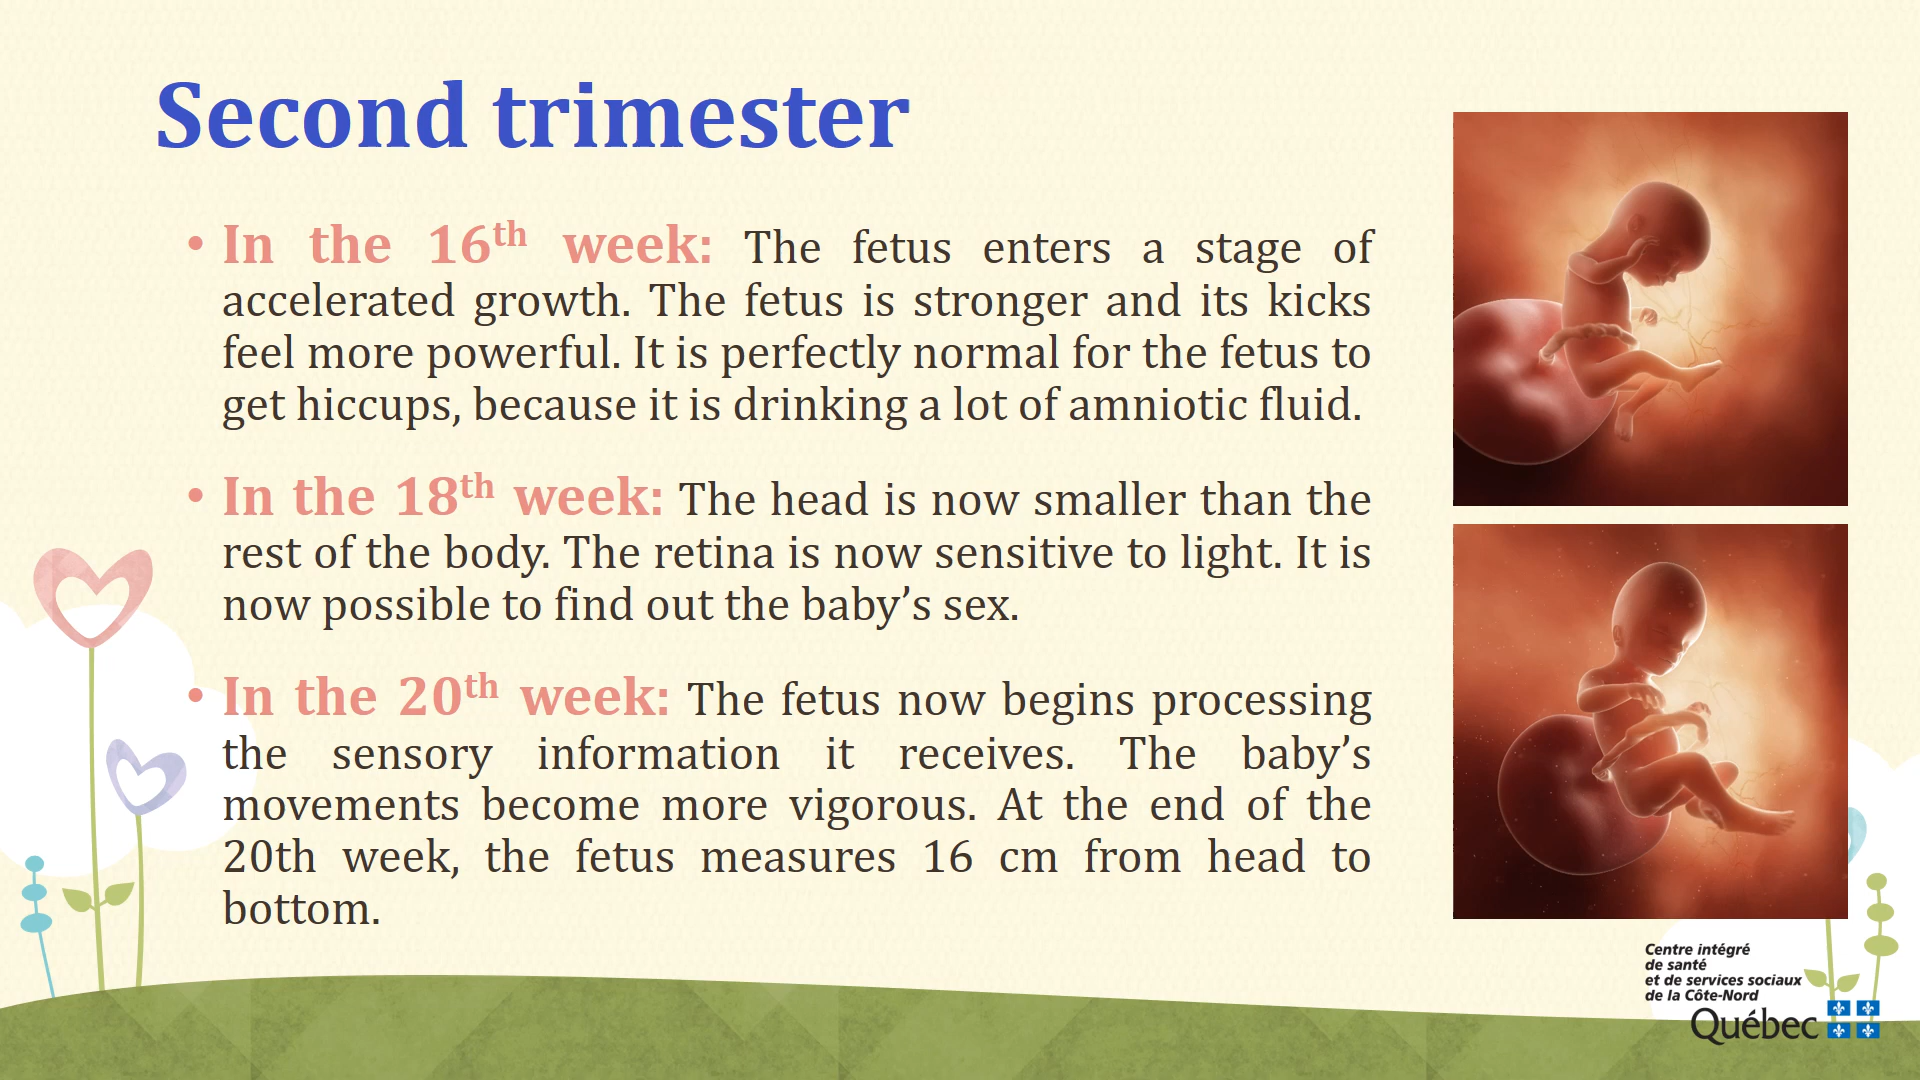 Second trimester
• In the 16th week: The fetus enters a stage of
accelerated growth. The fetus is stronger and its kicks
feel more powerful. It is perfectly normal for the fetus to
get hiccups, because it is drinking a lot of amniotic fluid.
• In the 18th week: The head is now smaller than the
rest of the body. The retina is now sensitive to light. It is
now possible to find out the baby’s sex.
• In the 20th week: The fetus now begins processing
the sensory information it receives. The baby’s
movements become more vigorous. At the end of the
20th week, the fetus measures 16 cm from head to
bottom.
Centre intégré
de santé
et de services sociaux
de la Côte-Nord
Québec